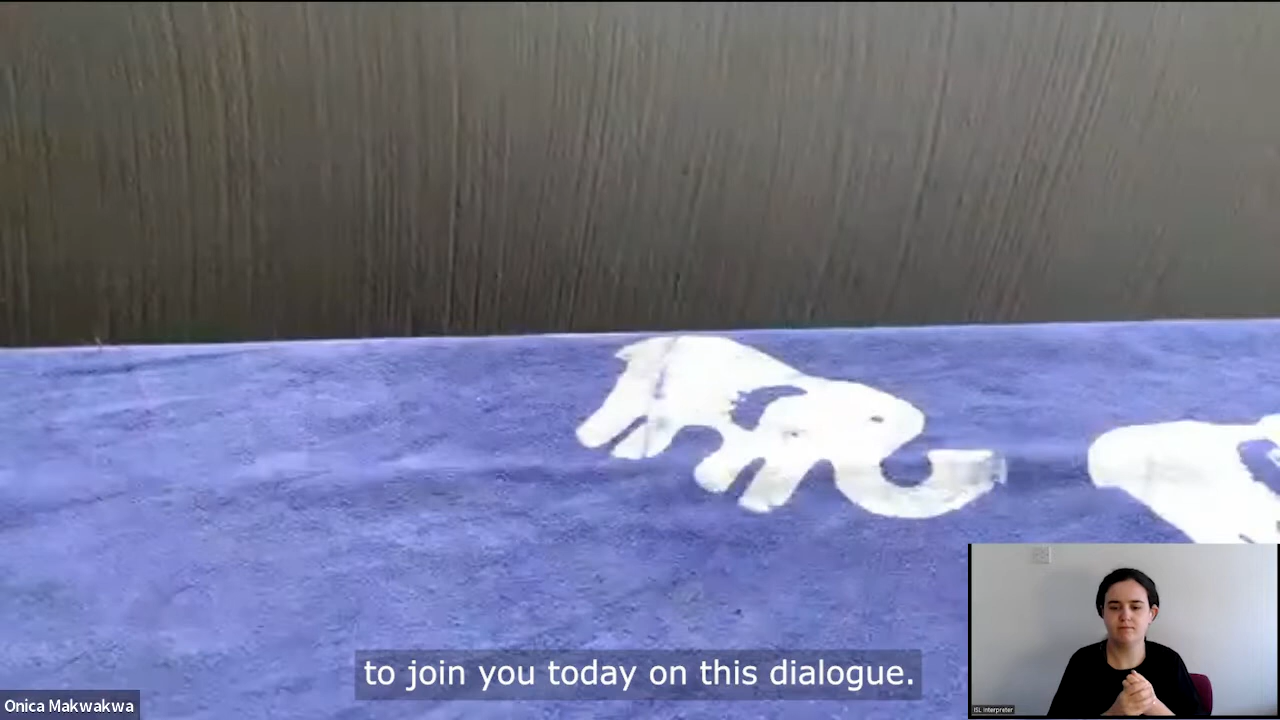 to join you today on this dialogue.
Onica Makwakwa
ISL interpreter